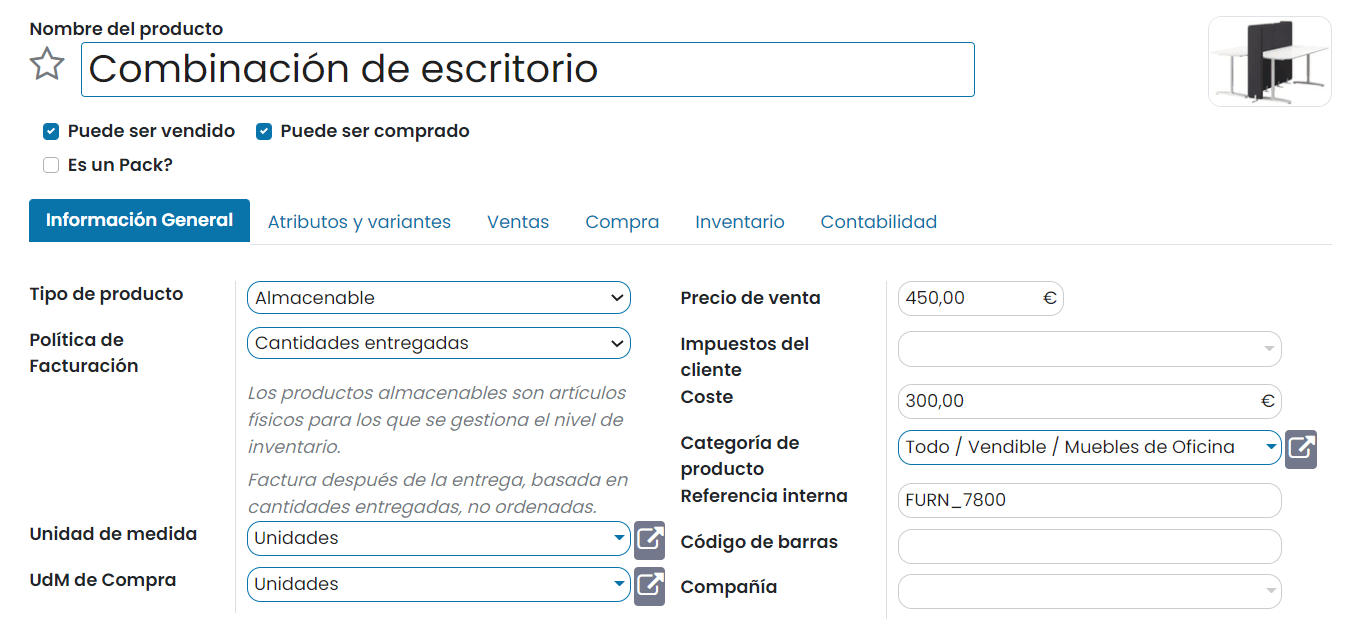 Nombre del producto
Combinación de escritorio
Puede ser vendido Puede ser comprado
Es un Pack?
Información General Atributos y variantes Ventas Compra Inventario Contabilidad
Tipo de producto Almacenable
Política de Facturación Cantidades entregadas
Los productos almacenables son artículos
físicos para los que se gestiona el nivel de
inventario.
Factura después de la entrega, basada en
cantidades entregadas, no ordenadas.
Unidad de medida Unidades
UdM de Compra Unidades
Precio de venta 450,00 €
Impuestos del
cliente
Coste 300,00 €
Categoría de
producto Todo / Vendible / Muebles de Oficina
Referencia interna FURN_7800
Código de barras
Compañía